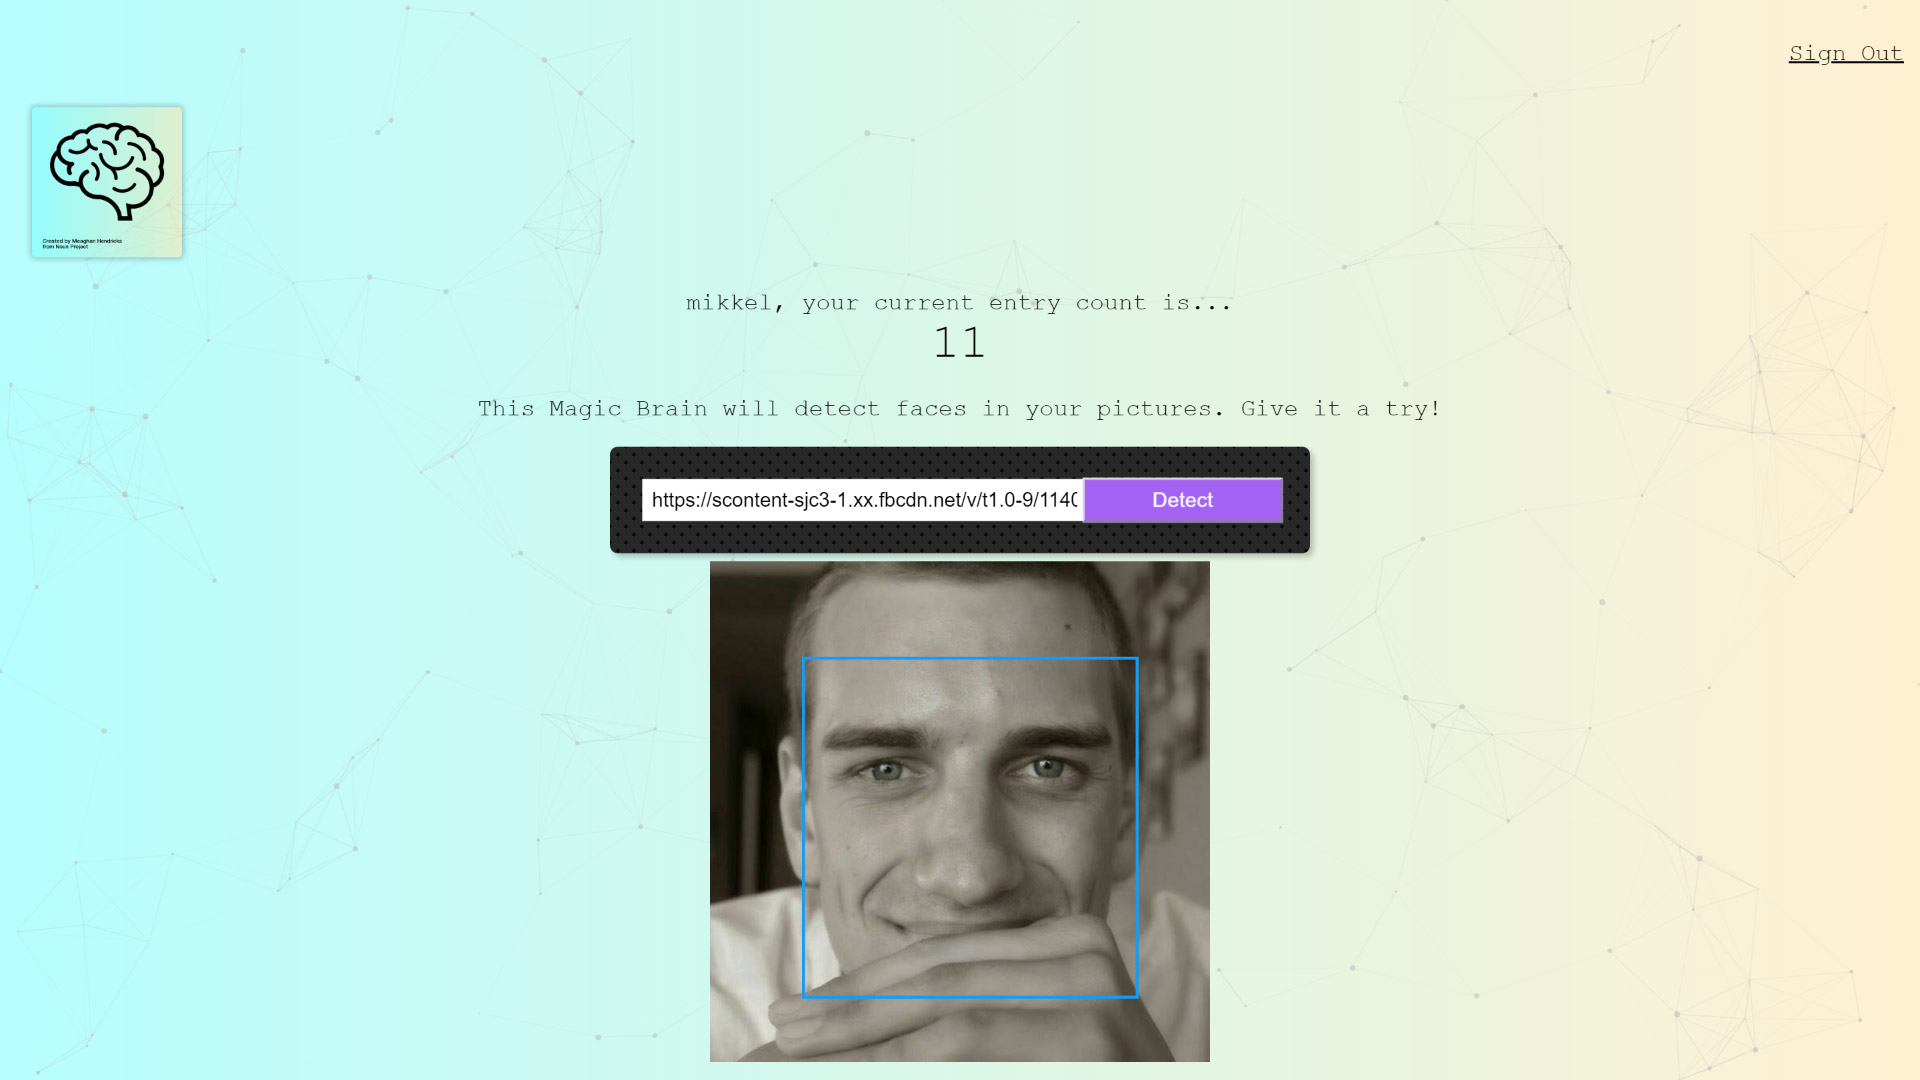 Sign Out
Created by Meaghan Hendricks
from Noun Project
mikkel, your current entry count is...
11
This Magic Brain will detect faces in your pictures. Give it a try!
https://scontent-sjc3-1.xx.fbcdn.net/v/t1.0-9/1140
Detect